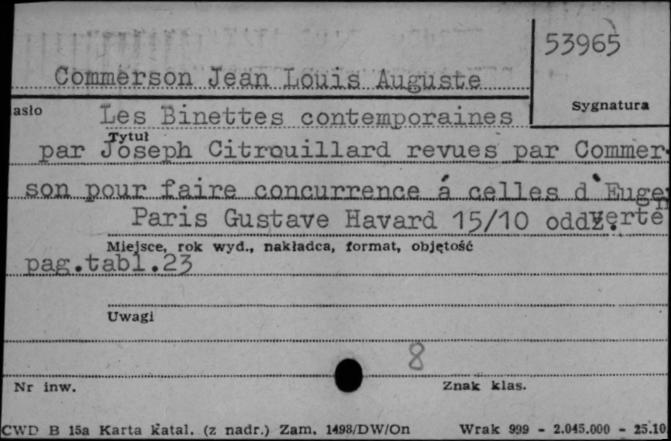 53965
Commerson Jean Louis Auguste
asło
Sygnatura
Les Binettes contemporaines
Tytuł
par Joseph Citrouillard revues par Commer-
son pour faire concurrence á celles d`Euge
n
Paris Gustave Havard 15/10 oddz.
verte
Miejsce, rok wyd., nakładca, format, objętość
pag.tabl.23
Uwagi
8
Nr inw.
Znak klas.
CWD B 15a Karta katal. (z nadr.) Zam. 1498/DW/On
Wrak 999 - 2.045.000 - 25.10